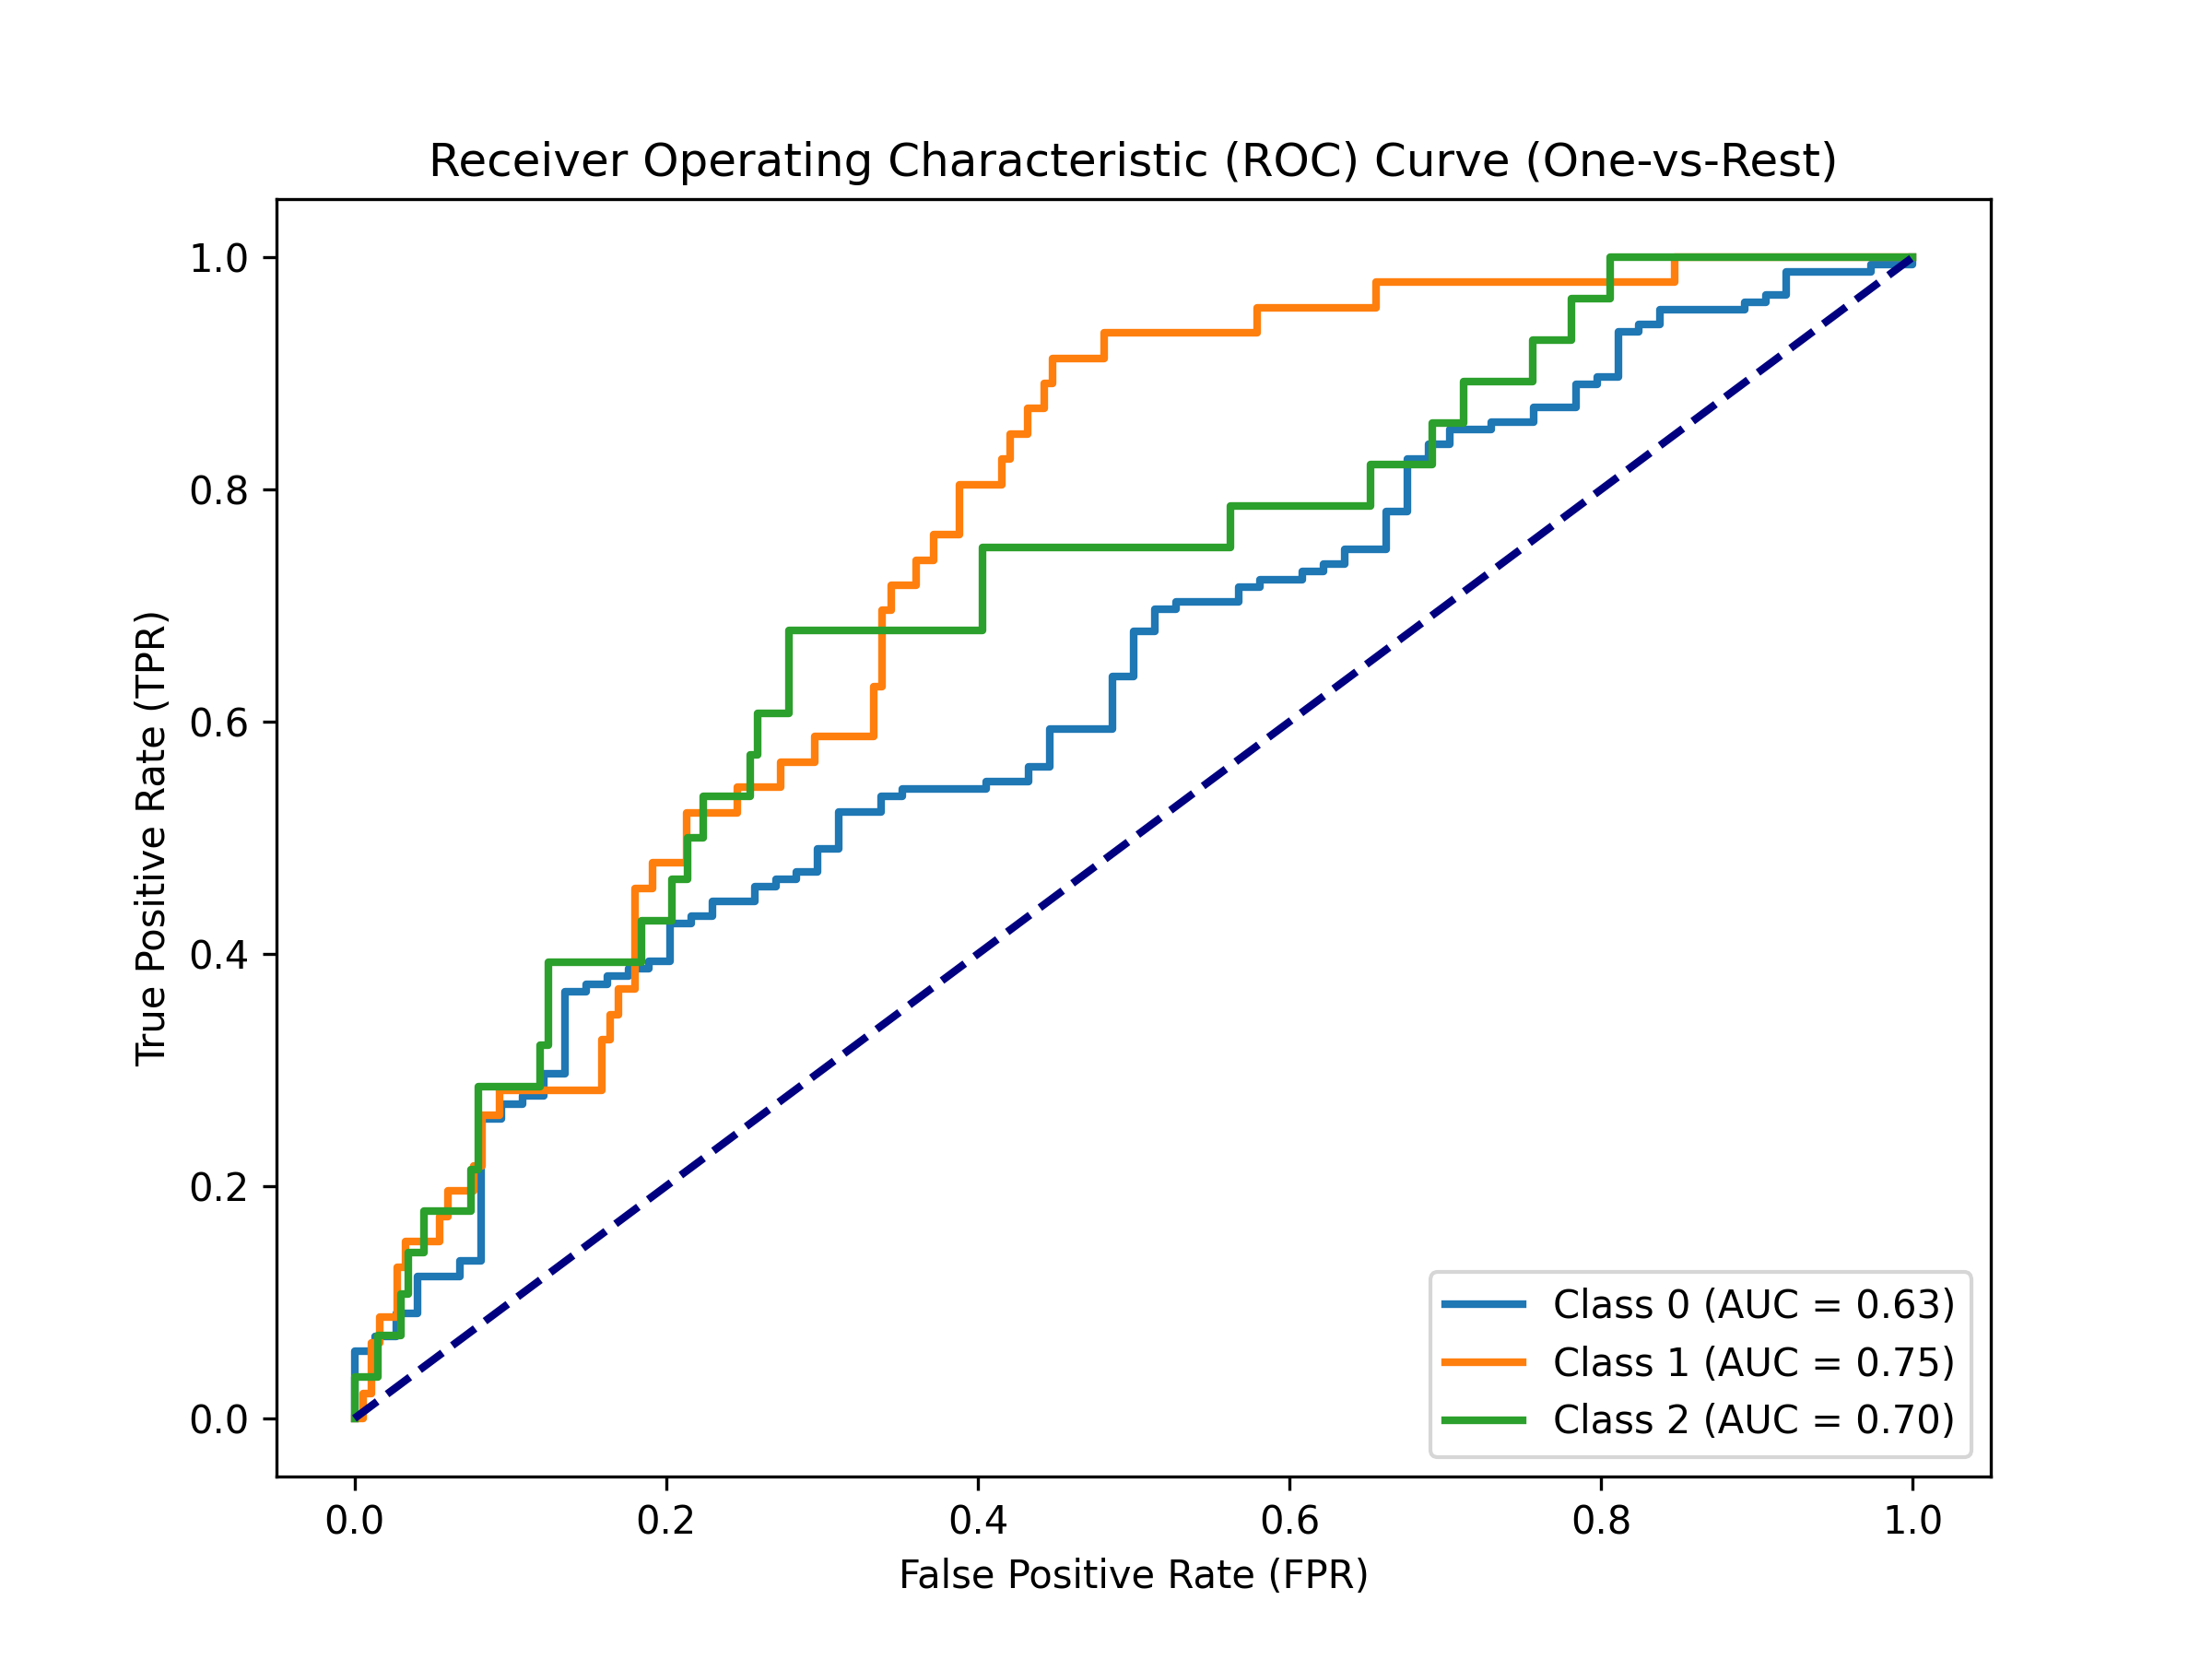 Receiver Operating Characteristic (ROC) Curve (One-vs-Rest)
True Positive Rate (TPR)
1.0
0.8
0.6
0.4
0.2
0.0
Class 0 (AUC = 0.63)
Class 1 (AUC = 0.75)
Class 2 (AUC = 0.70)
0.0 0.2 0.4 0.6 0.8 1.0
False Positive Rate (FPR)